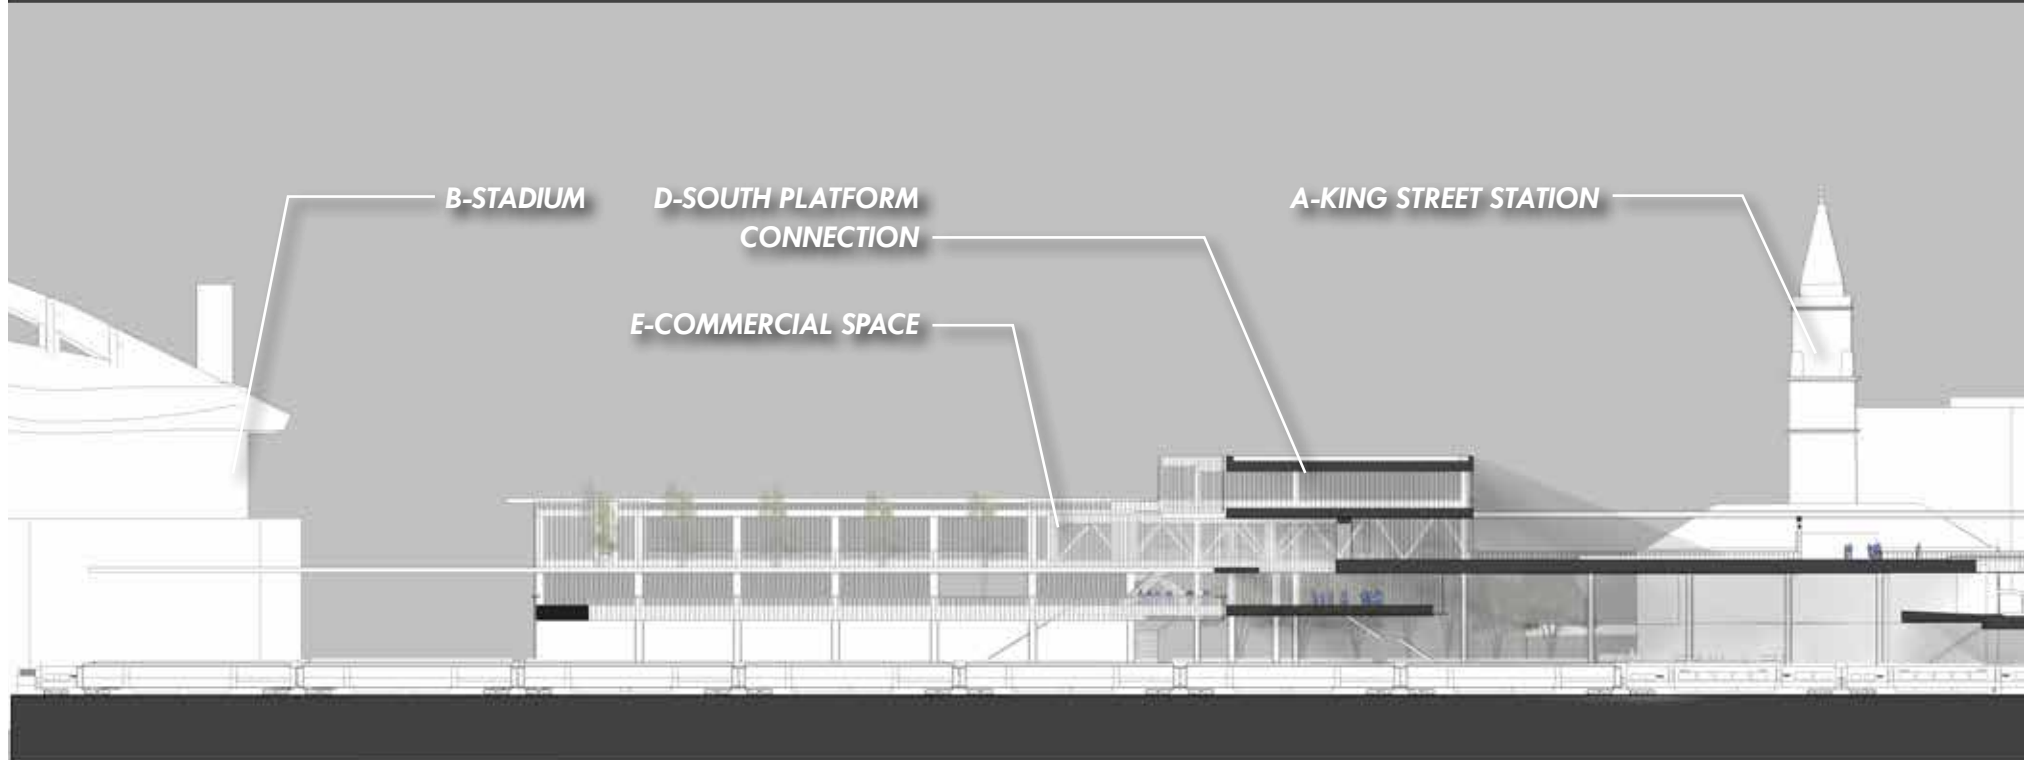 B-STADIUM
D-SOUTH PLATFORM
CONNECTION
A-KING STREET STATION
E-COMMERCIAL SPACE